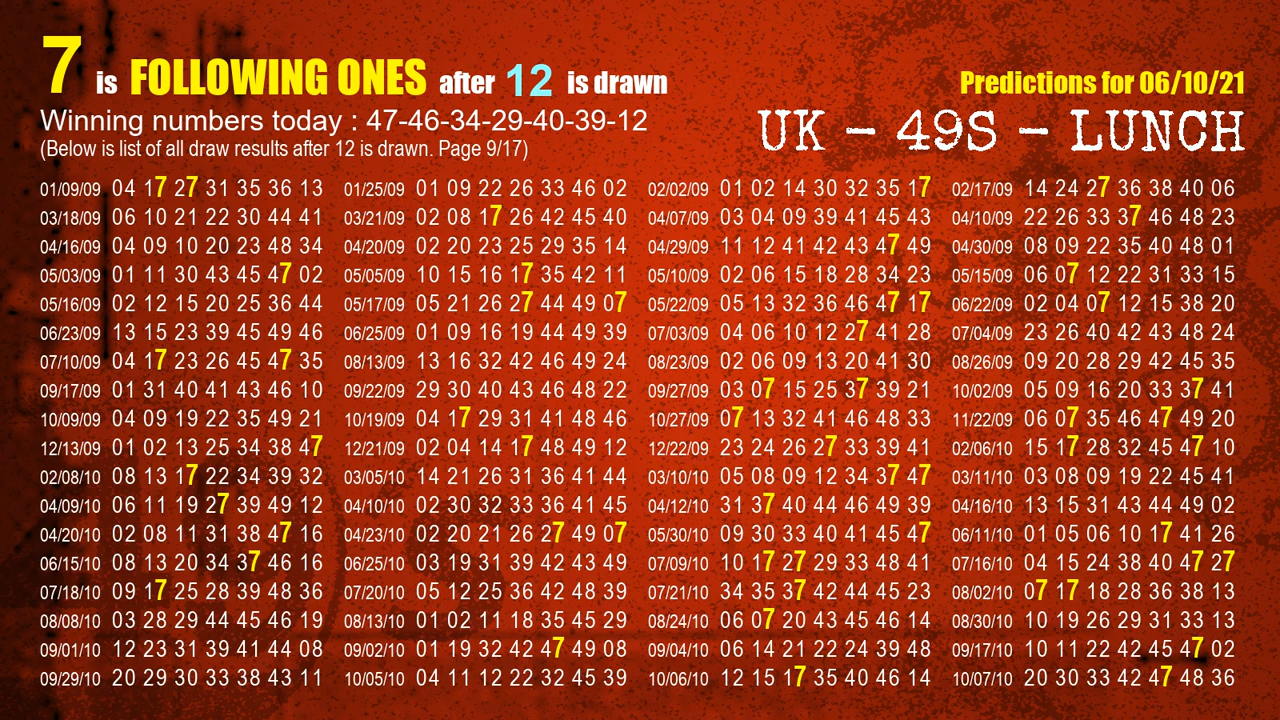 7 is FOLLOWING ONES after 12 is drawn
Predictions for 06/10/21
Winning numbers today : 47-46-34-29-40-39-12
UK - 49S - LUNCH
(Below is list of all draw results after 12 is drawn. Page 9/17)
01/09/09 04 17 27 31 35 36 13 01/25/09 01 09 22 26 33 46 02 02/02/09 01 02 14 30 32 35 17 02/17/09 14 24 27 36 38 40 06
03/18/09 06 10 21 22 30 44 41 03/21/09 02 08 17 26 42 45 40 04/07/09 03 04 09 39 41 45 43 04/10/09 22 26 33 37 46 48 23
04/16/09 04 09 10 20 23 48 34 04/20/09 02 20 23 25 29 35 14 04/29/09 11 12 41 42 43 47 49 04/30/09 08 09 22 35 40 48 01
05/03/09 01 11 30 43 45 47 02 05/05/09 10 15 16 17 35 42 11 05/10/09 02 06 15 18 28 34 23 05/15/09 06 07 12 22 31 33 15
05/16/09 02 12 15 20 25 36 44 05/17/09 05 21 26 27 44 49 07 05/22/09 05 13 32 36 46 47 17 06/22/09 02 04 07 12 15 38 20
06/23/09 13 15 23 39 45 49 46 06/25/09 01 09 16 19 44 49 39 07/03/09 04 06 10 12 27 41 28 07/04/09 23 26 40 42 43 48 24
07/10/09 04 17 23 26 45 47 35 08/13/09 13 16 32 42 46 49 24 08/23/09 02 06 09 13 20 41 30 08/26/09 09 20 28 29 42 45 35
09/17/09 01 31 40 41 43 46 10 09/22/09 29 30 40 43 46 48 22 09/27/09 03 07 15 25 37 39 21 10/02/09 05 09 16 20 33 37 41
10/09/09 04 09 19 22 35 49 21 10/19/09 04 17 29 31 41 48 46 10/27/09 07 13 32 41 46 48 33 11/22/09 06 07 35 46 47 49 20
12/13/09 01 02 13 25 34 38 47 12/21/09 02 04 14 17 48 49 12 12/22/09 23 24 26 27 33 39 41 02/06/10 15 17 28 32 45 47 10
02/08/10 08 13 17 22 34 39 32 03/05/10 14 21 26 31 36 41 44 03/10/10 05 08 09 12 34 37 47 03/11/10 03 08 09 19 22 45 41
04/09/10 06 11 19 27 39 49 12 04/10/10 02 30 32 33 36 41 45 04/12/10 31 37 40 44 46 49 39 04/16/10 13 15 31 43 44 49 02
04/20/10 02 08 11 31 38 47 16 04/23/10 02 20 21 26 27 49 07 05/30/10 09 30 33 40 41 45 47 06/11/10 01 05 06 10 17 41 26
06/15/10 08 13 20 34 37 46 16 06/25/10 03 19 31 39 42 43 49 07/09/10 10 17 27 29 33 48 41 07/16/10 04 15 24 38 40 47 27
07/18/10 09 17 25 28 39 48 36 07/20/10 05 12 25 36 42 48 39 07/21/10 34 35 37 42 44 45 23 08/02/10 07 17 18 28 36 38 13
08/08/10 03 28 29 44 45 46 19 08/13/10 01 02 11 18 35 45 29 08/24/10 06 07 20 43 45 46 14 08/30/10 10 19 26 29 31 33 13
09/01/10 12 23 31 39 41 44 08 09/02/10 01 19 32 42 47 49 08 09/04/10 06 14 21 22 24 39 48 09/17/10 10 11 22 42 45 47 02
09/29/10 20 29 30 33 38 43 11 10/05/10 04 11 12 22 32 45 39 10/06/10 12 15 17 35 40 46 14 10/07/10 20 30 33 42 47 48 36